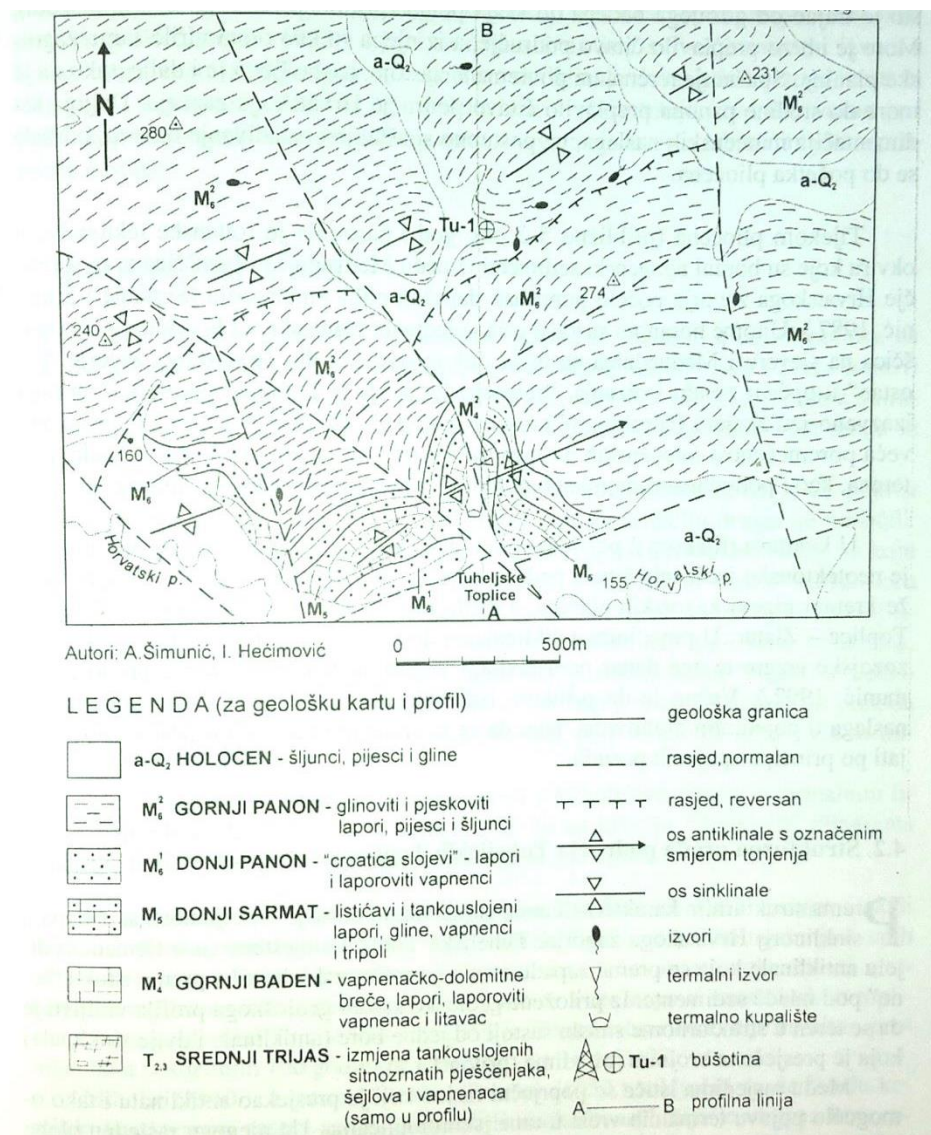 B
a-Q₂
231
M₆²
N
280
a-Q₂
M₆²
Tu-1
a-Q₂
M₆²
274
M₆²
240
M₆²
M₄²
160
M₆¹
a-Q₂
Horvatski p.
Tuheljske
Toplice
M₅
155
Horvatski p.
M₅
M₆¹
A
Autori: A.Šimunić, I. Hećimović
0 500m
LEGENDA (za geološku kartu i profil)
a-Q₂ HOLOCEN - šljunci, pijesci i gline
M₆² GORNJI PANON - glinoviti i pjeskoviti
lapori, pijesci i šljunci
M₆¹ DONJI PANON - "croatica slojevi" - lapori
i laporoviti vapnenci
M₅ DONJI SARMAT - listićavi i tankouslojeni
lapori, gline, vapnenci
i tripoli
M₄² GORNJI BADEN - vapnenačko-dolomitne
breče, lapori, laporoviti
vapnenac i litavac
T₂,₃ SREDNJI TRIJAS - izmjena tankouslojenih
sitnozrnatih pješčenjaka,
šejlova i vapnenaca
(samo u profilu)
geološka granica
rasjed,normalan
rasjed, reversan
os antiklinale s označenim
smjerom tonjenja
os sinklinale
izvori
termalni izvor
termalno kupalište
Tu-1 bušotina
A B profilna linija